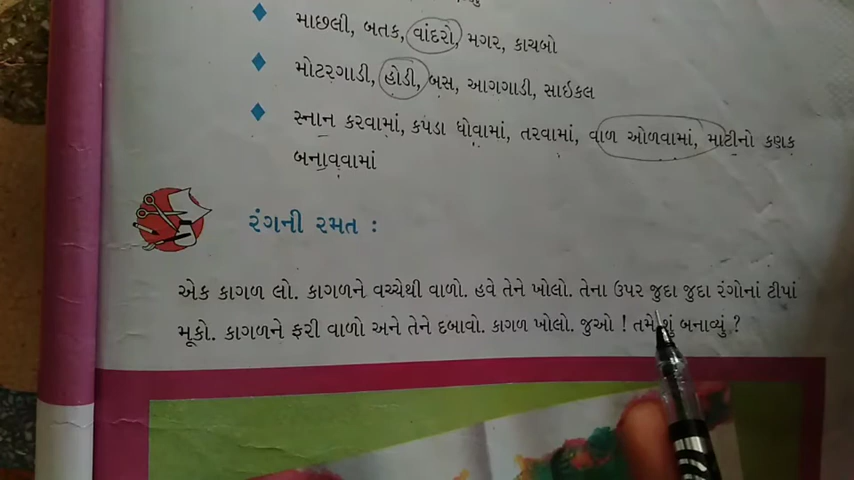 માછલી, બતક, વાંદરો, મગર, કાચબો
મોટરગાડી, હોડી, બસ, આગગાડી, સાઇકલ
સ્નાન કરવામાં, કપડા ધોવામાં, તરવામાં, વાળ ઓળવામાં, માટીનો કણક
બનાવવામાં
રંગની રમત :
એક કાગળ લો. કાગળને વચ્ચેથી વાળો. હવે તેને ખોલો. તેના ઉપર જુદા જુદા રંગોનાં ટીપાં
મૂકો. કાગળને ફરી વાળો અને તેને દબાવો. કાગળ ખોલો. જુઓ ! તમે શું બનાવ્યું ?